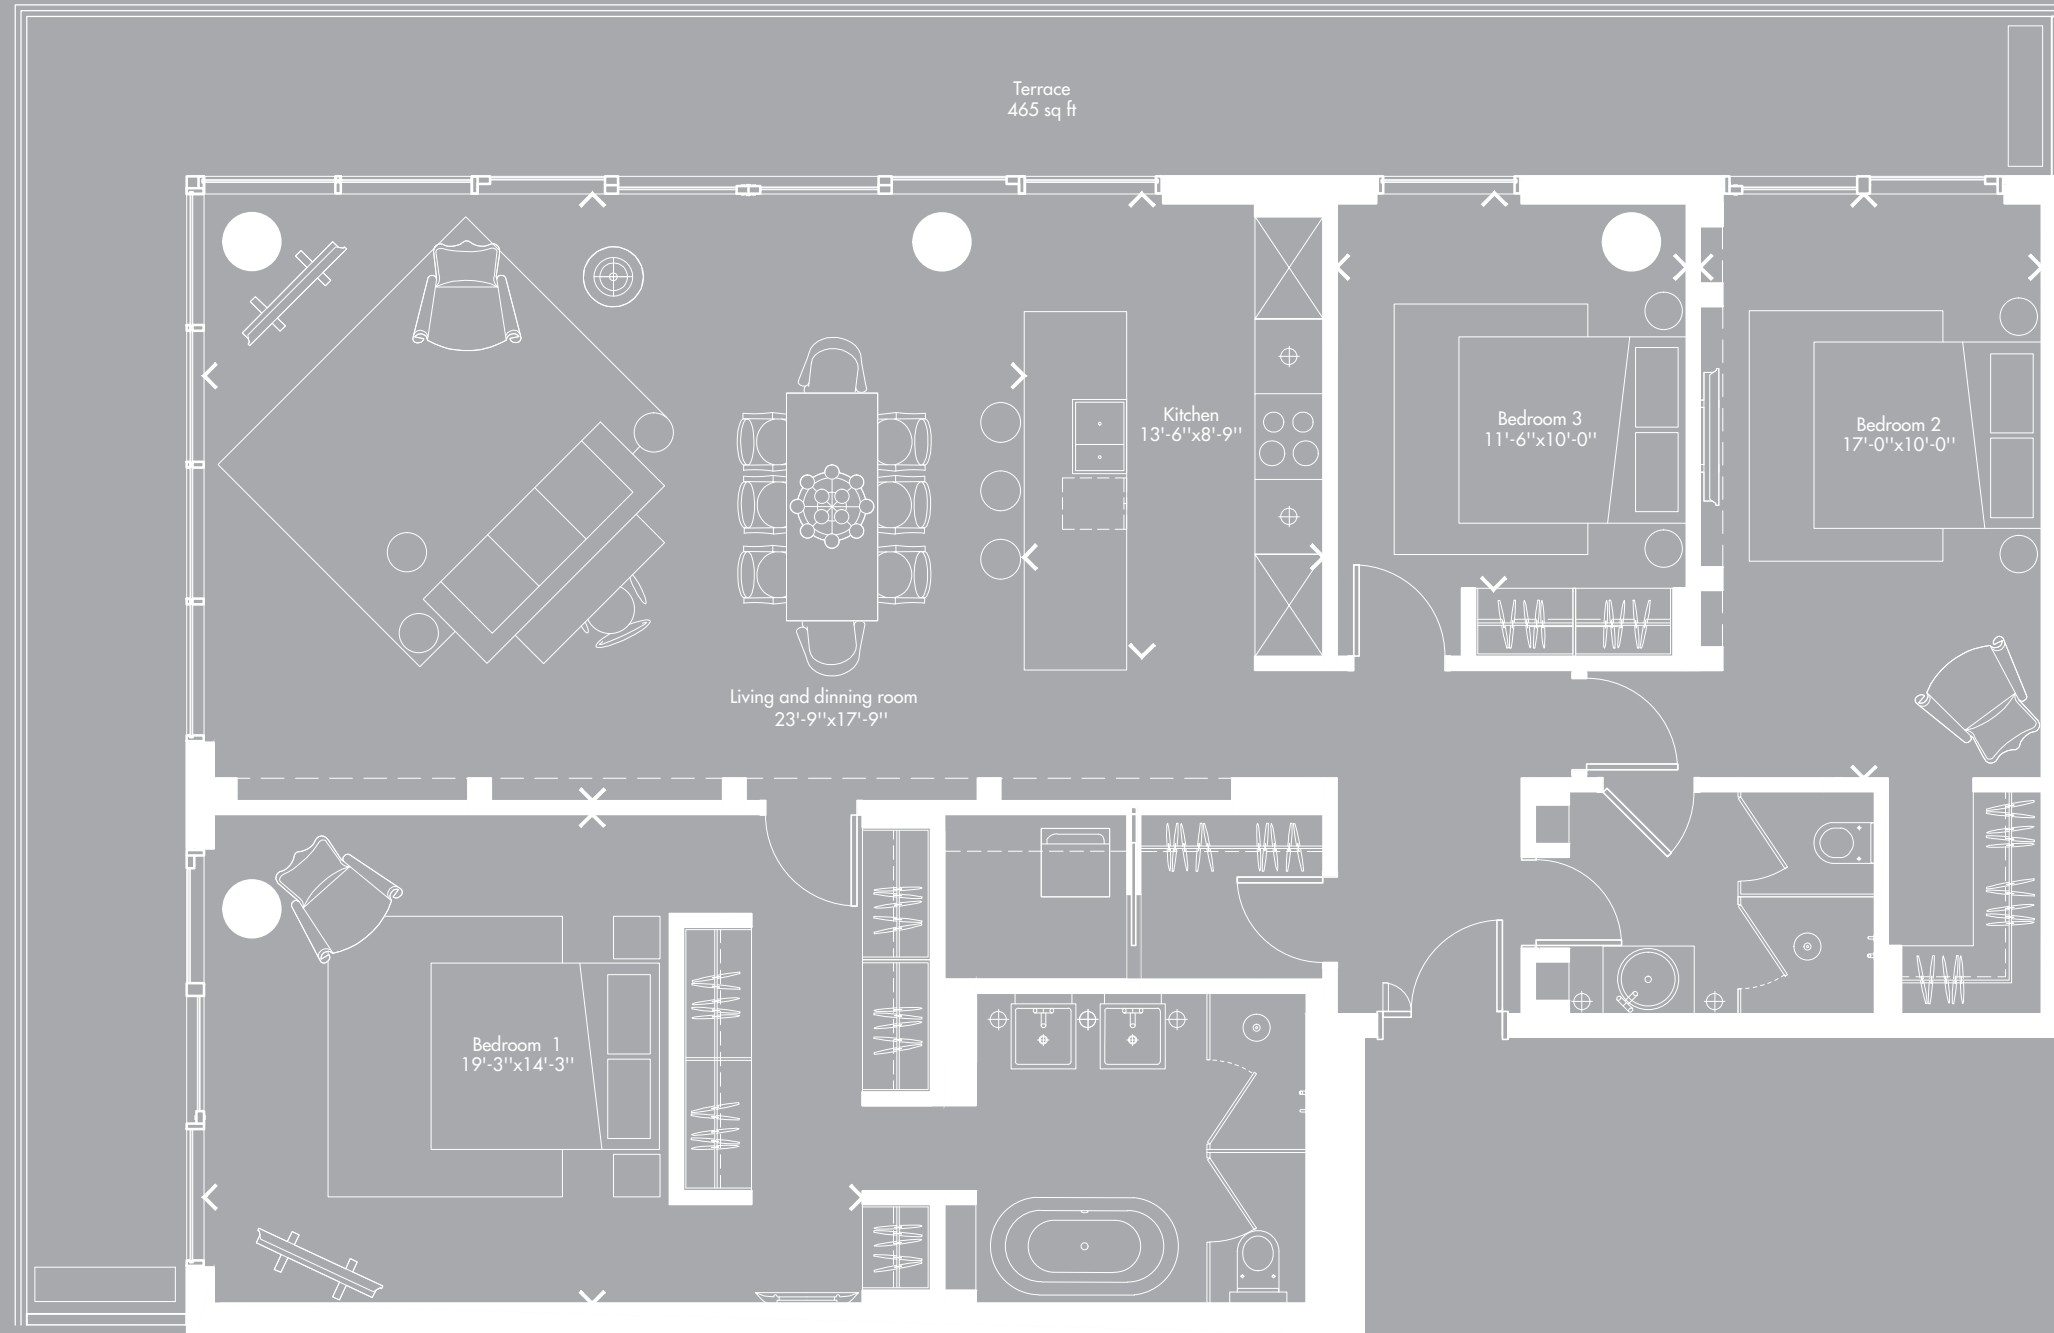 Terrace
465 sq ft
Kitchen
13'-6''x8'-9''
Bedroom 3
11'-6''x10'-0''
Bedroom 2
17'-0''x10'-0''
Living and dinning room
23'-9''x17'-9''
Bedroom 1
19'-3''x14'-3''